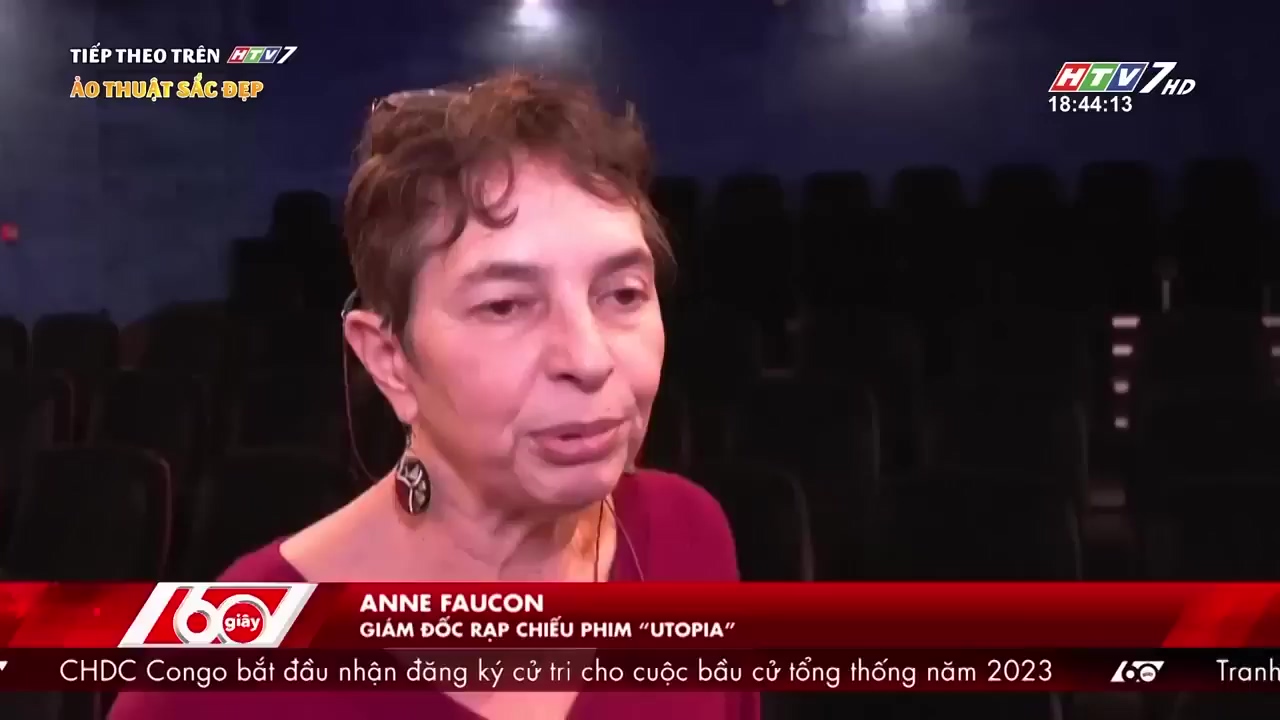 TIẾP THEO TRÊN HTV7
ẢO THUẬT SẮC ĐẸP
HTV7 HD
18:44:13
60 giây
ANNE FAUCON
GIÁM ĐỐC RẠP CHIẾU PHIM “UTOPIA”
CHDC Congo bắt đầu nhận đăng ký cử tri cho cuộc bầu cử tổng thống năm 2023 60 giây Tranh